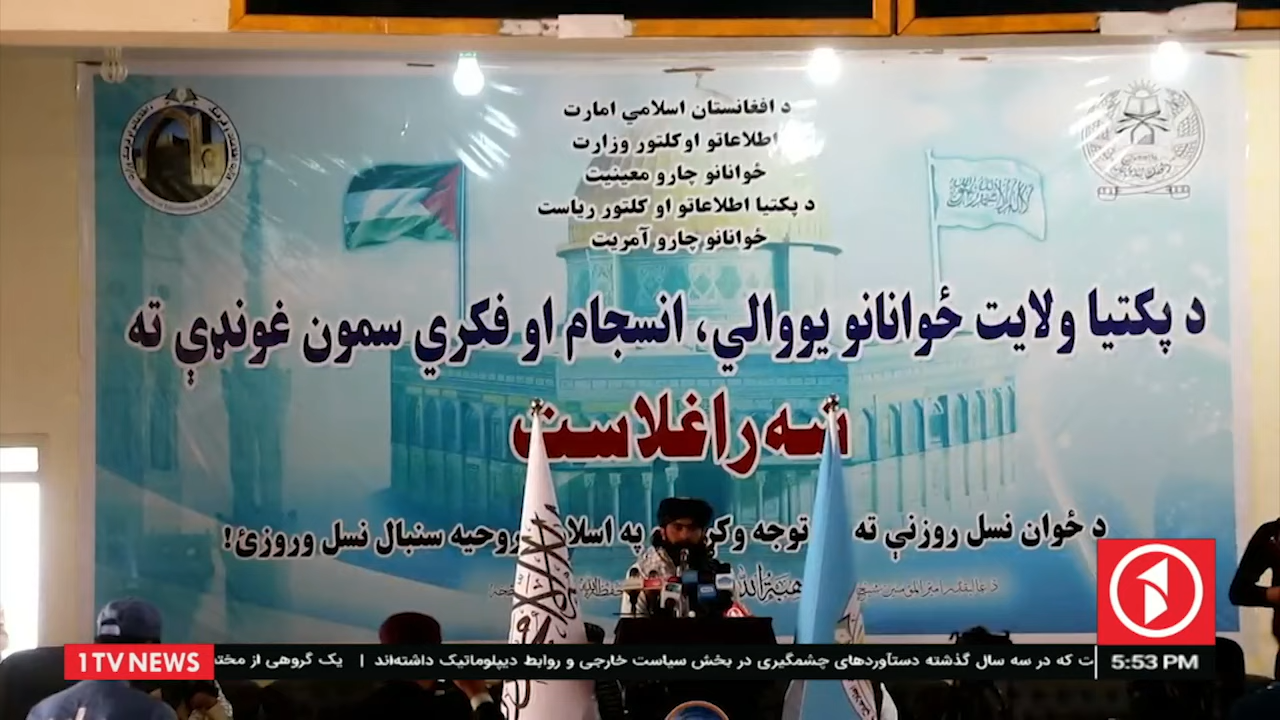 د افغانستان اسلامي امارت
اطلاعاتو او کلتور وزارت
ځوانانو چارو معینیت
د پکتیا اطلاعاتو او کلتور ریاست
ځوانانو چارو آمریت
د پکتیا ولایت ځوانانو یووالي، انسجام او فکري سمون غونډې ته
ښه راغلاست
د ځوان نسل روزنې ته توجه وکړ په اسلا روحیه سنبال نسل وروزئ!
1TV NEWS
ت که در سه سال گذشته دستآوردهای چشمگیری در بخش سیاست خارجی و روابط دیپلوماتیک داشته‌اند | یک گروهی از مخت
5:53 PM